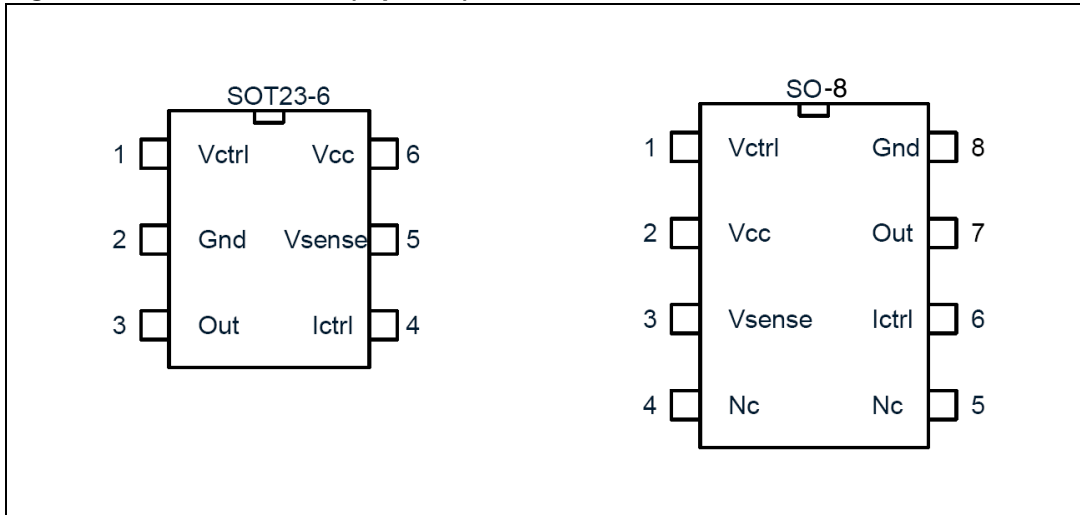 SOT23-6
1 Vctrl Vcc 6
2 Gnd Vsense 5
3 Out Ictrl 4
SO-8
1 Vctrl Gnd 8
2 Vcc Out 7
3 Vsense Ictrl 6
4 Nc Nc 5